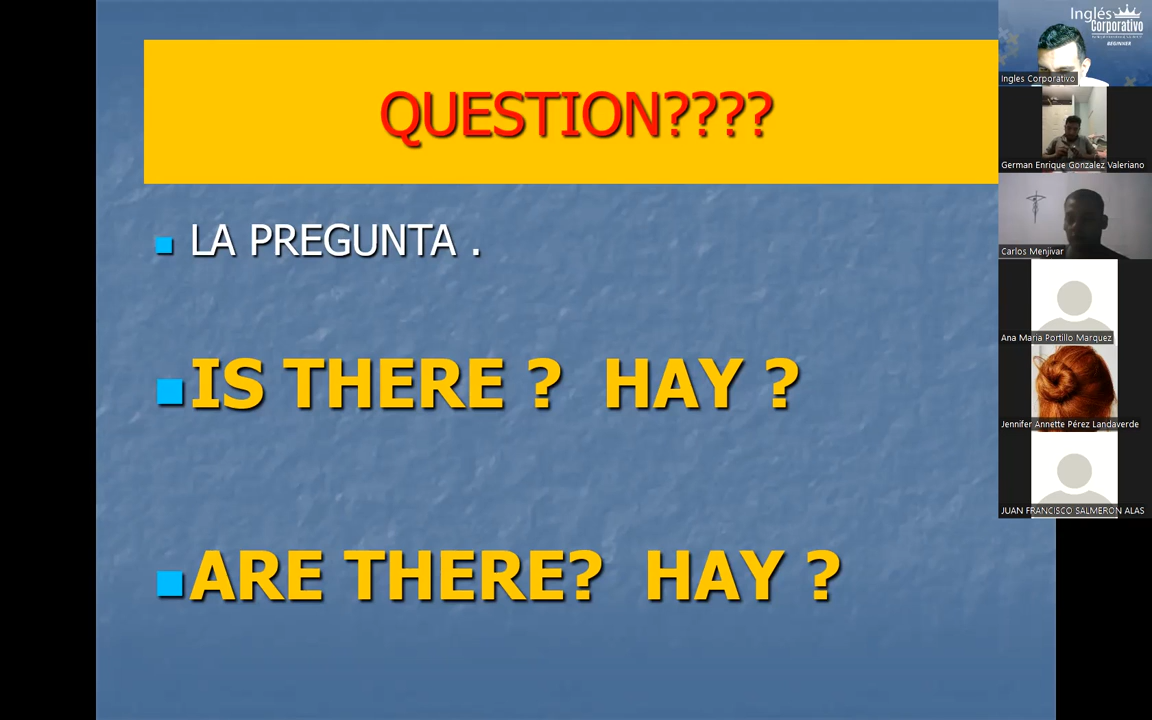 QUESTION????
LA PREGUNTA .
IS THERE ? HAY ?
ARE THERE? HAY ?
Inglés
Corporativo
BEGINNER
Ingles Corporativo
German Enrique Gonzalez Valeriano
Carlos Menjivar
Ana Maria Portillo Marquez
Jennifer Annette Pérez Landaverde
JUAN FRANCISCO SALMERON ALAS